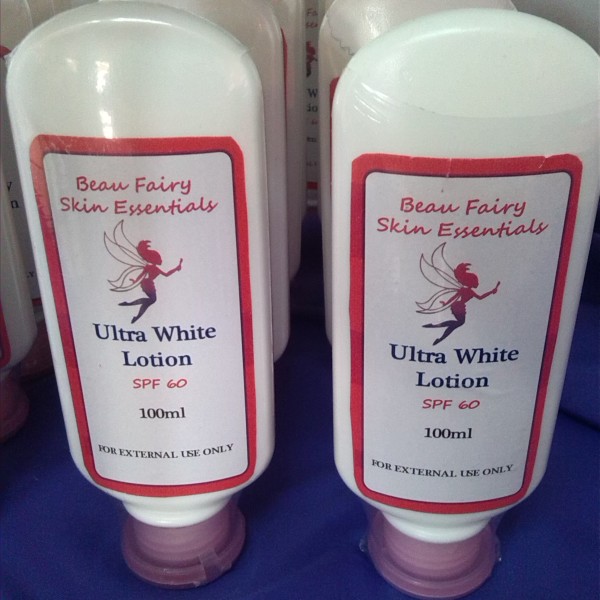 Beau Fairy
Skin Essentials
Ultra White
Lotion
SPF 60
100ml
FOR EXTERNAL USE ONLY
Beau Fairy
Skin Essentials
Ultra White
Lotion
SPF 60
100ml
FOR EXTERNAL USE ONLY